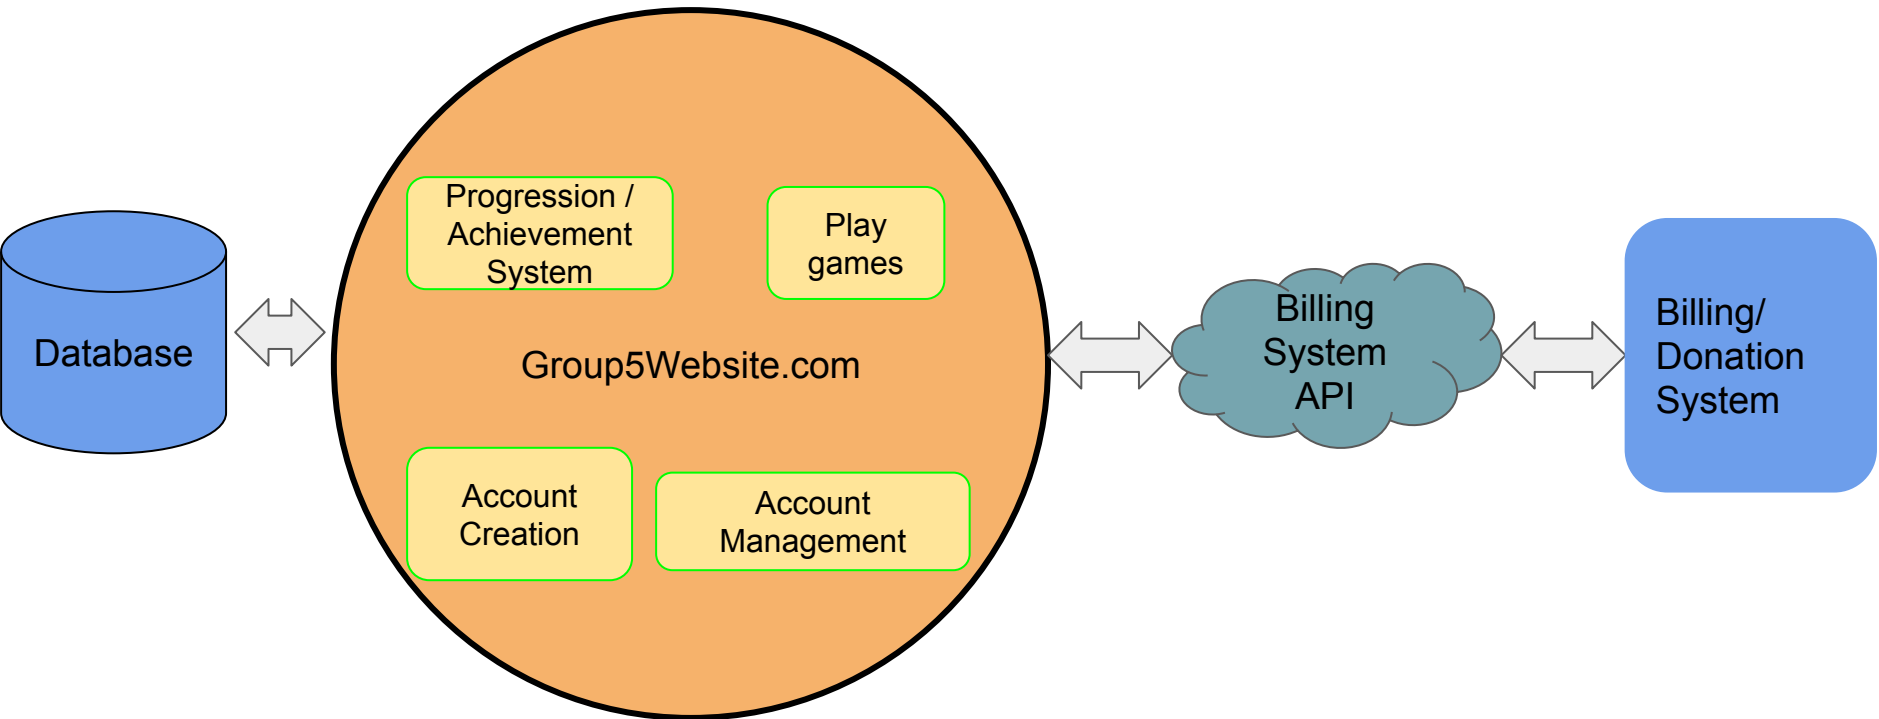 Database
Progression /
Achievement
System
Play
games
Group5Website.com
Account
Creation
Account
Management
Billing
System
API
Billing/
Donation
System